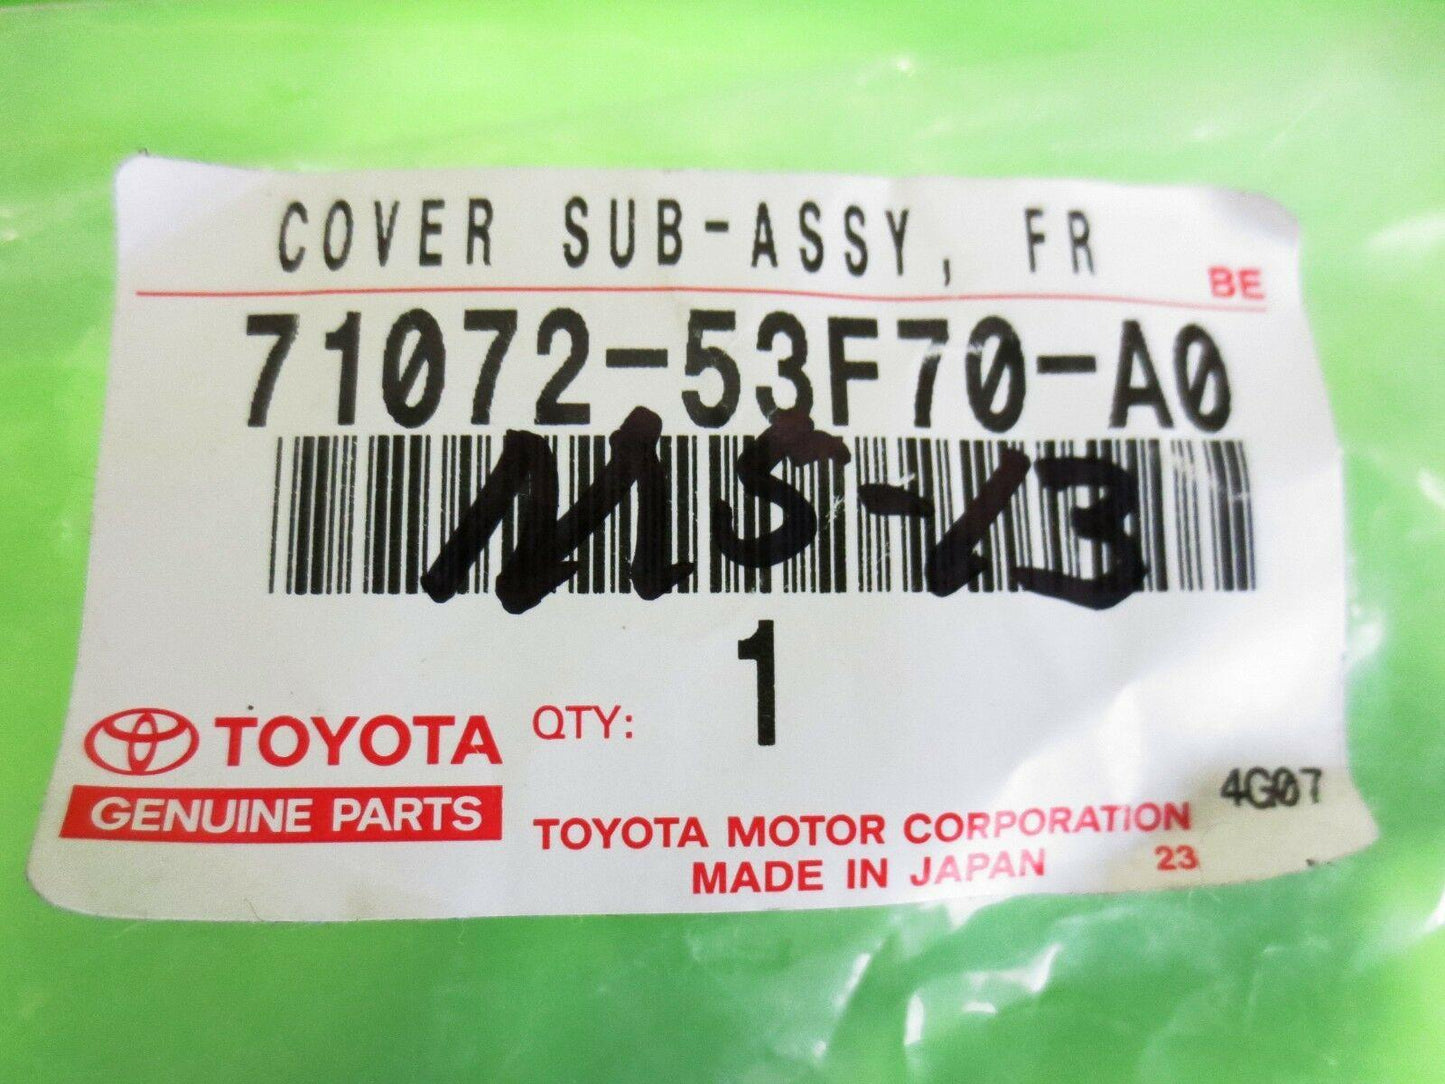 COVER SUB-ASSY, FR
BE
71072-53F70-A0
MS-13
1
TOYOTA QTY:
GENUINE PARTS
4G07
TOYOTA MOTOR CORPORATION
MADE IN JAPAN 23